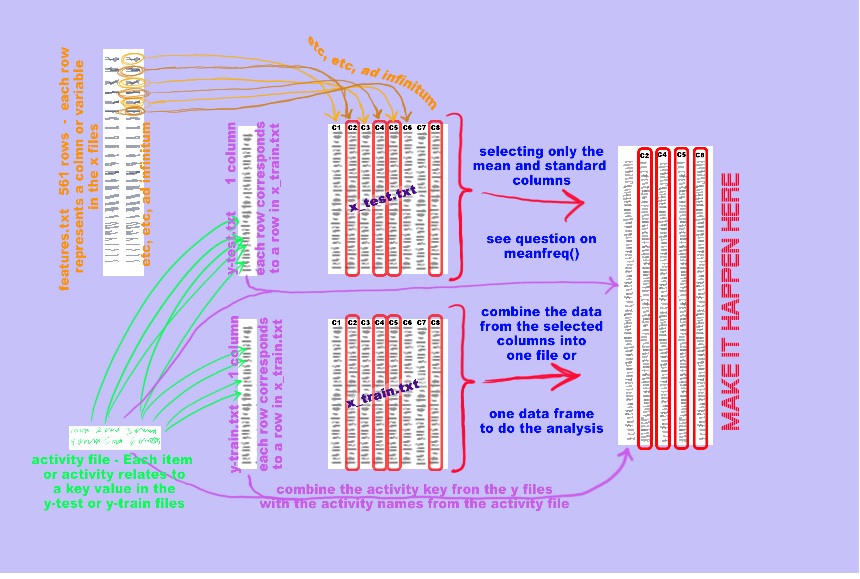 etc, etc, ad infinitum
features.txt 561 rows - each row
represents a colmn or variable
in the x files
etc, etc, ad infinitum
y-test.txt 1 column
each row corresponds
to a row in x_train.txt
C1 C2 C3 C4 C5 C6 C7 C8
x_test.txt
selecting only the
mean and standard
columns
see question on
meanfreq()
C2 C4 C5 C8
MAKE IT HAPPEN HERE
y-train.txt 1 column
each row corresponds
to a row in x_train.txt
C1 C2 C3 C4 C5 C6 C7 C8
x_train.txt
combine the data
from the selected
columns into
one file or
one data frame
to do the analysis
activity file - Each item
or activity relates to
a key value in the
y-test or y-train files
combine the activity key fron the y files
with the activity names from the activity file